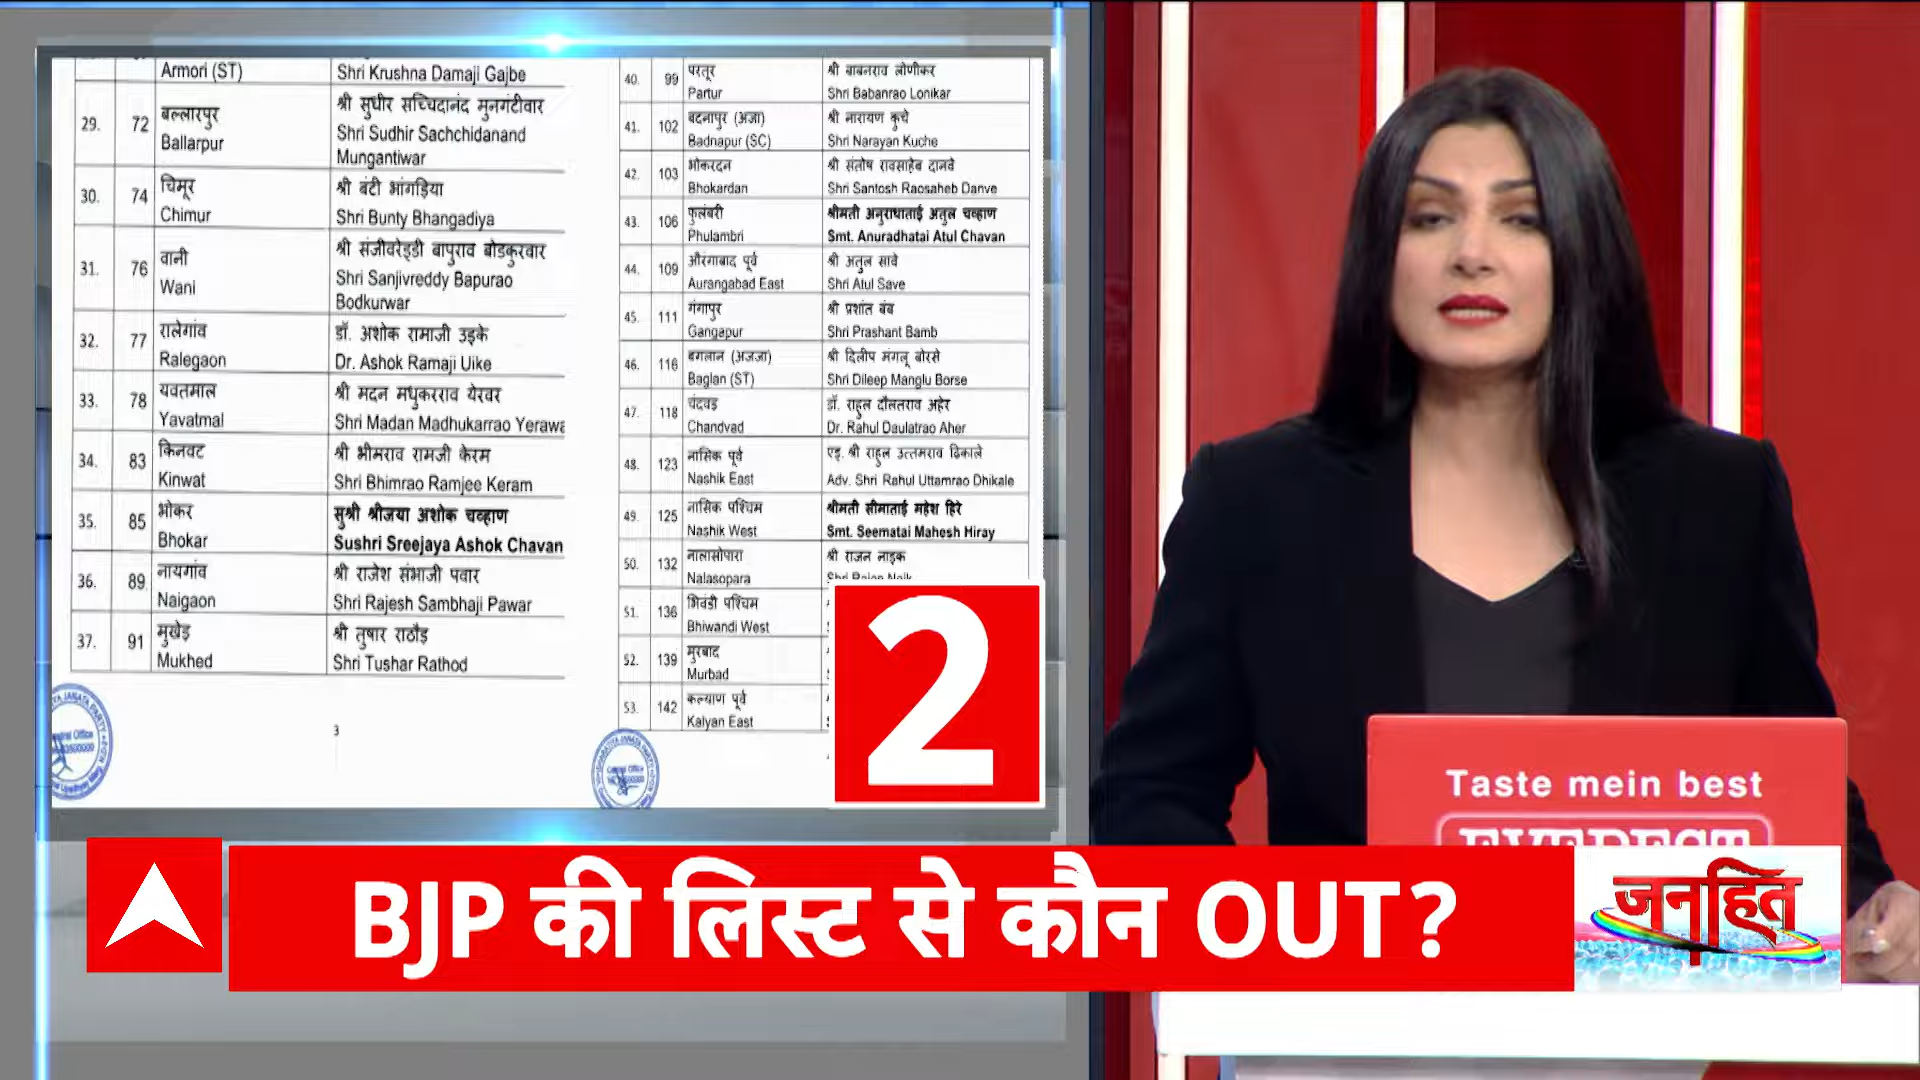 Armori (ST)
Shri Krushna Damaji Gajbe
29.
72
बल्लारपुर
Ballarpur
श्री सुधीर सच्चिदानंद मुनगंटीवार
Shri Sudhir Sachchidanand
Mungantiwar
30.
74
चिमूर
Chimur
श्री बंटी भांगड़िया
Shri Bunty Bhangadiya
31.
76
वानी
Wani
श्री संजीवरेड्डी बापुराव बोडकुरवार
Shri Sanjivreddy Bapurao
Bodkurwar
32.
77
रालेगांव
Ralegaon
डॉ. अशोक रामाजी उइके
Dr. Ashok Ramaji Uike
33.
78
यवतमाल
Yavatmal
श्री मदन मधुकरराव येरवर
Shri Madan Madhukarrao Yerawa
34.
83
किनवट
Kinwat
श्री भीमराव रामजी केरम
Shri Bhimrao Ramjee Keram
35.
85
भोकर
Bhokar
सुश्री श्रीजया अशोक चव्हाण
Sushri Sreejaya Ashok Chavan
36.
89
नायगांव
Naigaon
श्री राजेश संभाजी पवार
Shri Rajesh Sambhaji Pawar
37.
91
मुखेड़
Mukhed
श्री तुषार राठौड़
Shri Tushar Rathod
3
40.
99
परतूर
Partur
श्री बाबनराव लोणीकर
Shri Babanrao Lonikar
41.
102
बदनापुर (अजा)
Badnapur (SC)
श्री नारायण कुचे
Shri Narayan Kuche
42.
103
भोकरदन
Bhokardan
श्री संतोष रावसाहेब दानवे
Shri Santosh Raosaheb Danve
43.
106
फुलंबरी
Phulambri
श्रीमती अनुराधाताई अतुल चव्हाण
Smt. Anuradhatai Atul Chavan
44.
109
औरंगाबाद पूर्व
Aurangabad East
श्री अतुल सावे
Shri Atul Save
45.
111
गंगापुर
Gangapur
श्री प्रशांत बंब
Shri Prashant Bamb
46.
116
बगलान (अजजा)
Baglan (ST)
श्री दिलीप मंगलू बोरसे
Shri Dileep Manglu Borse
47.
118
चंदवड़
Chandvad
डॉ. राहुल दौलतराव अहेर
Dr. Rahul Daulatrao Aher
48.
123
नासिक पूर्व
Nashik East
एड. श्री राहुल उत्तमराव ढिकाले
Adv. Shri Rahul Uttamrao Dhikale
49.
125
नासिक पश्चिम
Nashik West
श्रीमती सीमाताई महेश हिरे
Smt. Seematai Mahesh Hiray
50.
132
नालासोपारा
Nalasopara
श्री राजन नाइक
Shri Rajan Naik
51.
136
भिवंडी पश्चिम
Bhiwandi West
52.
139
मुरबाद
Murbad
53.
142
कल्याण पूर्व
Kalyan East
2
Taste mein best
EVEREST
BJP की लिस्ट से कौन OUT?
जनहित